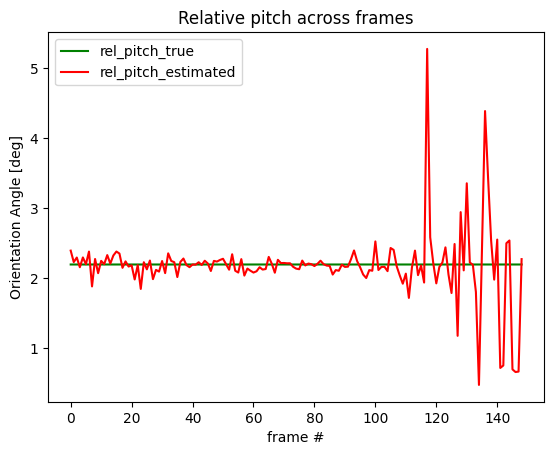 Relative pitch across frames
rel_pitch_true
rel_pitch_estimated
Orientation Angle [deg]
5
4
3
2
1
0 20 40 60 80 100 120 140
frame #